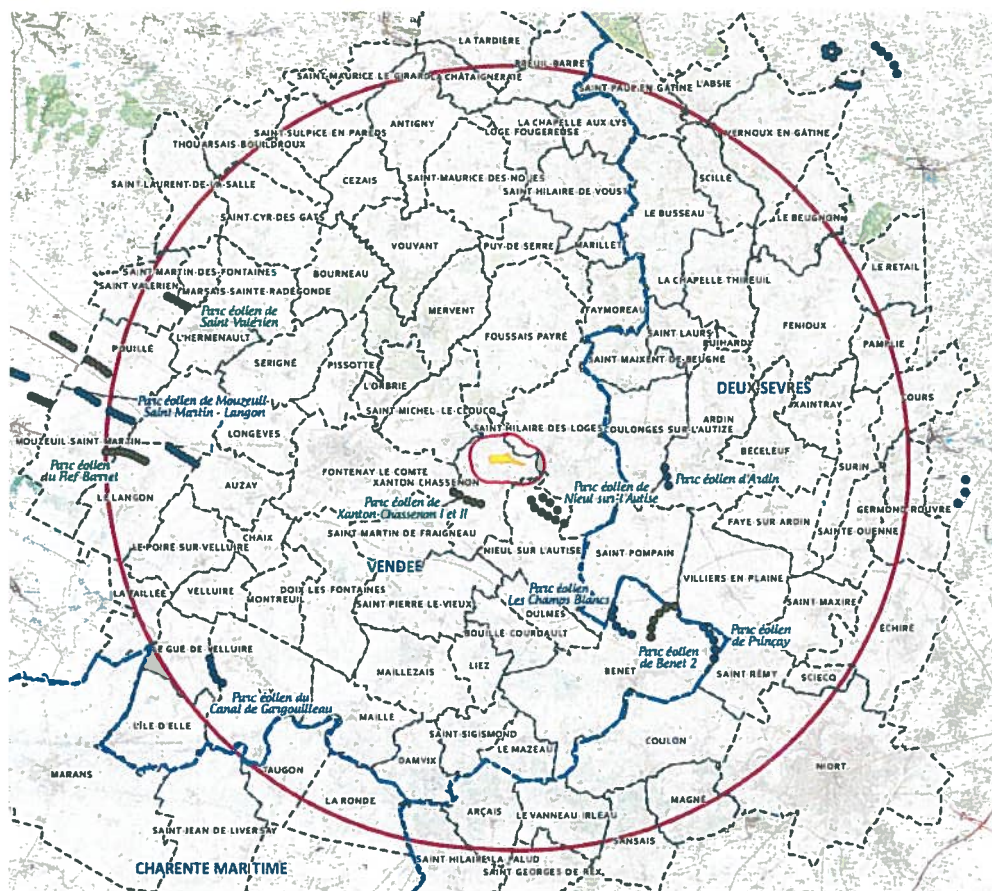 LA TARDIÈRE
BREUIL-BARRET
SAINT-MAURICE LE GIRARD
LA CHÂTAIGNERAIE
SAINT PAUL EN GÂTINE
L'ABSIE
ANTIGNY
LA CHAPELLE AUX LYS
LOGE FOUGEREUSE
SAINT-SULPICE EN PAREDS
VERNOUX EN GÂTINE
THOUARSAIS-BOUILDROUX
CEZAIS
SAINT-MAURICE-DES-NOUES
SCILLÉ
SAINT-LAURENT-DE-LA-SALLE
SAINT HILAIRE DE VOUST
SAINT-CYR-DES GATS
LE BUSSEAU
LE BEUGNON
VOUVANT
PUY-DE SERRE
MARILLET
LE RETAIL
SAINT MARTIN-DES-FONTAINES
BOURNEAU
LA CHAPELLE THIREUIL
SAINT VALÉRIEN
MARSAIS-SAINTE-RADÉGONDE
Parc éolien de
Saint Valérien
MERVENT
FAYMOREAU
FENIOUX
L'HERMENAULT
FOUSSAIS PAYRÉ
SAINT LAURS
PUIHARDY
PAMPLIE
POUILLÉ
SÉRIGNÉ
PISSOTTE
SAINT MAIXENT DE-BEUGNÉ
L'ORBRIE
DEUX SEVRES
Parc éolien de Mouzeuil-
Saint Martin - Langon
XAINTRAY
COURS
SAINT MICHEL-LE-CLOUCQ
ARDIN
SAINT HILAIRE DES-LOGES
COULONGES SUR-L'AUTIZE
LONGÈVES
MOUZEUIL-SAINT-MARTIN
BÉCELEUF
Parc éolien
du Fief-Barret
FONTENAY LE COMTE
SURIN
XANTON CHASSENON
AUZAY
Parc éolien d'Ardin
LE LANGON
Parc éolien de
Nieul sur-l'Autise
Parc éolien de
Xanton-Chassenon I et II
GERMOND-ROUVRE
FAYE-SUR ARDIN
SAINTE-OUENNE
SAINT MARTIN DE FRAIGNEAU
CHAIX
LE-POIRE SUR-VELLUIRE
NIEUL SUR L'AUTISE
SAINT POMPAIN
VENDEE
VILLIERS EN PLAINE
LA TAILLÉE
VELLUIRE
MONTREUIL
DOIX LES FONTAINES
Parc éolien
Les Champs Blancs
SAINT PIERRE LE-VIEUX
SAINT-MAXIRE
OULMES
ÉCHIRÉ
BOUILLÉ-COURDAULT
Parc éolien
de Benet 2
LE GUÉ DE VELLUIRE
MAILLEZAIS
LIEZ
BENET
SAINT RÉMY
SCIECQ
Parc éolien du
Canal de Gargouilleau
MAILLÉ
L'ÎLE D'ELLE
SAINT-SIGISMOND
LE MAZEAU
COULON
DAMVIX
NIORT
MARANS
TAUGON
LA RONDE
ARÇAIS
LE VANNEAU IRLEAU
MAGNÉ
SAINT-JEAN DE LIVERSAY
SANSAIS
CHARENTE MARITIME
SAINT HILAIRE LA PALUD
SAINT GEORGES DE REX